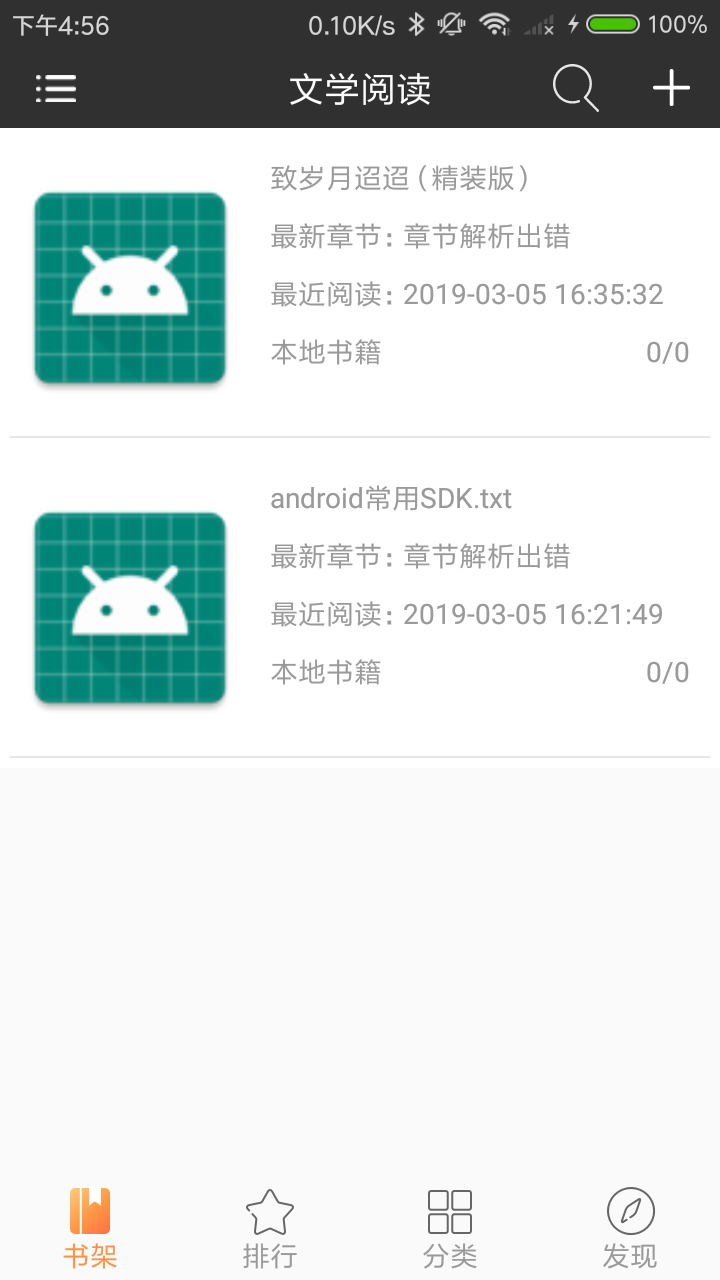 下午4:56 0.10K/s 100%
文学阅读
致岁月迢迢（精装版）
最新章节：章节解析出错
最近阅读：2019-03-05 16:35:32
本地书籍 0/0
android常用SDK.txt
最新章节：章节解析出错
最近阅读：2019-03-05 16:21:49
本地书籍 0/0
书架 排行 分类 发现